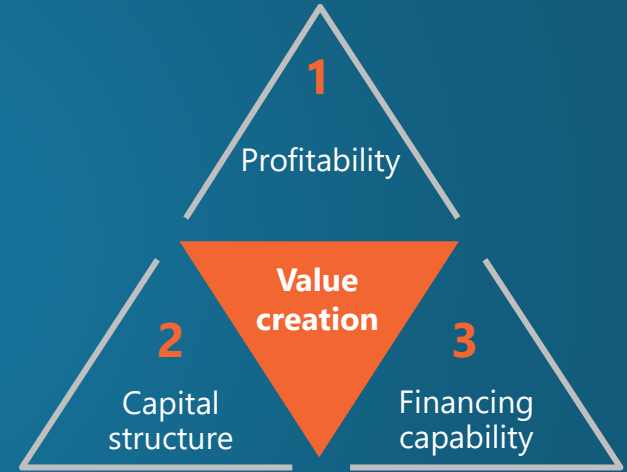 1
Profitability
Value
creation
2
Capital
structure
3
Financing
capability